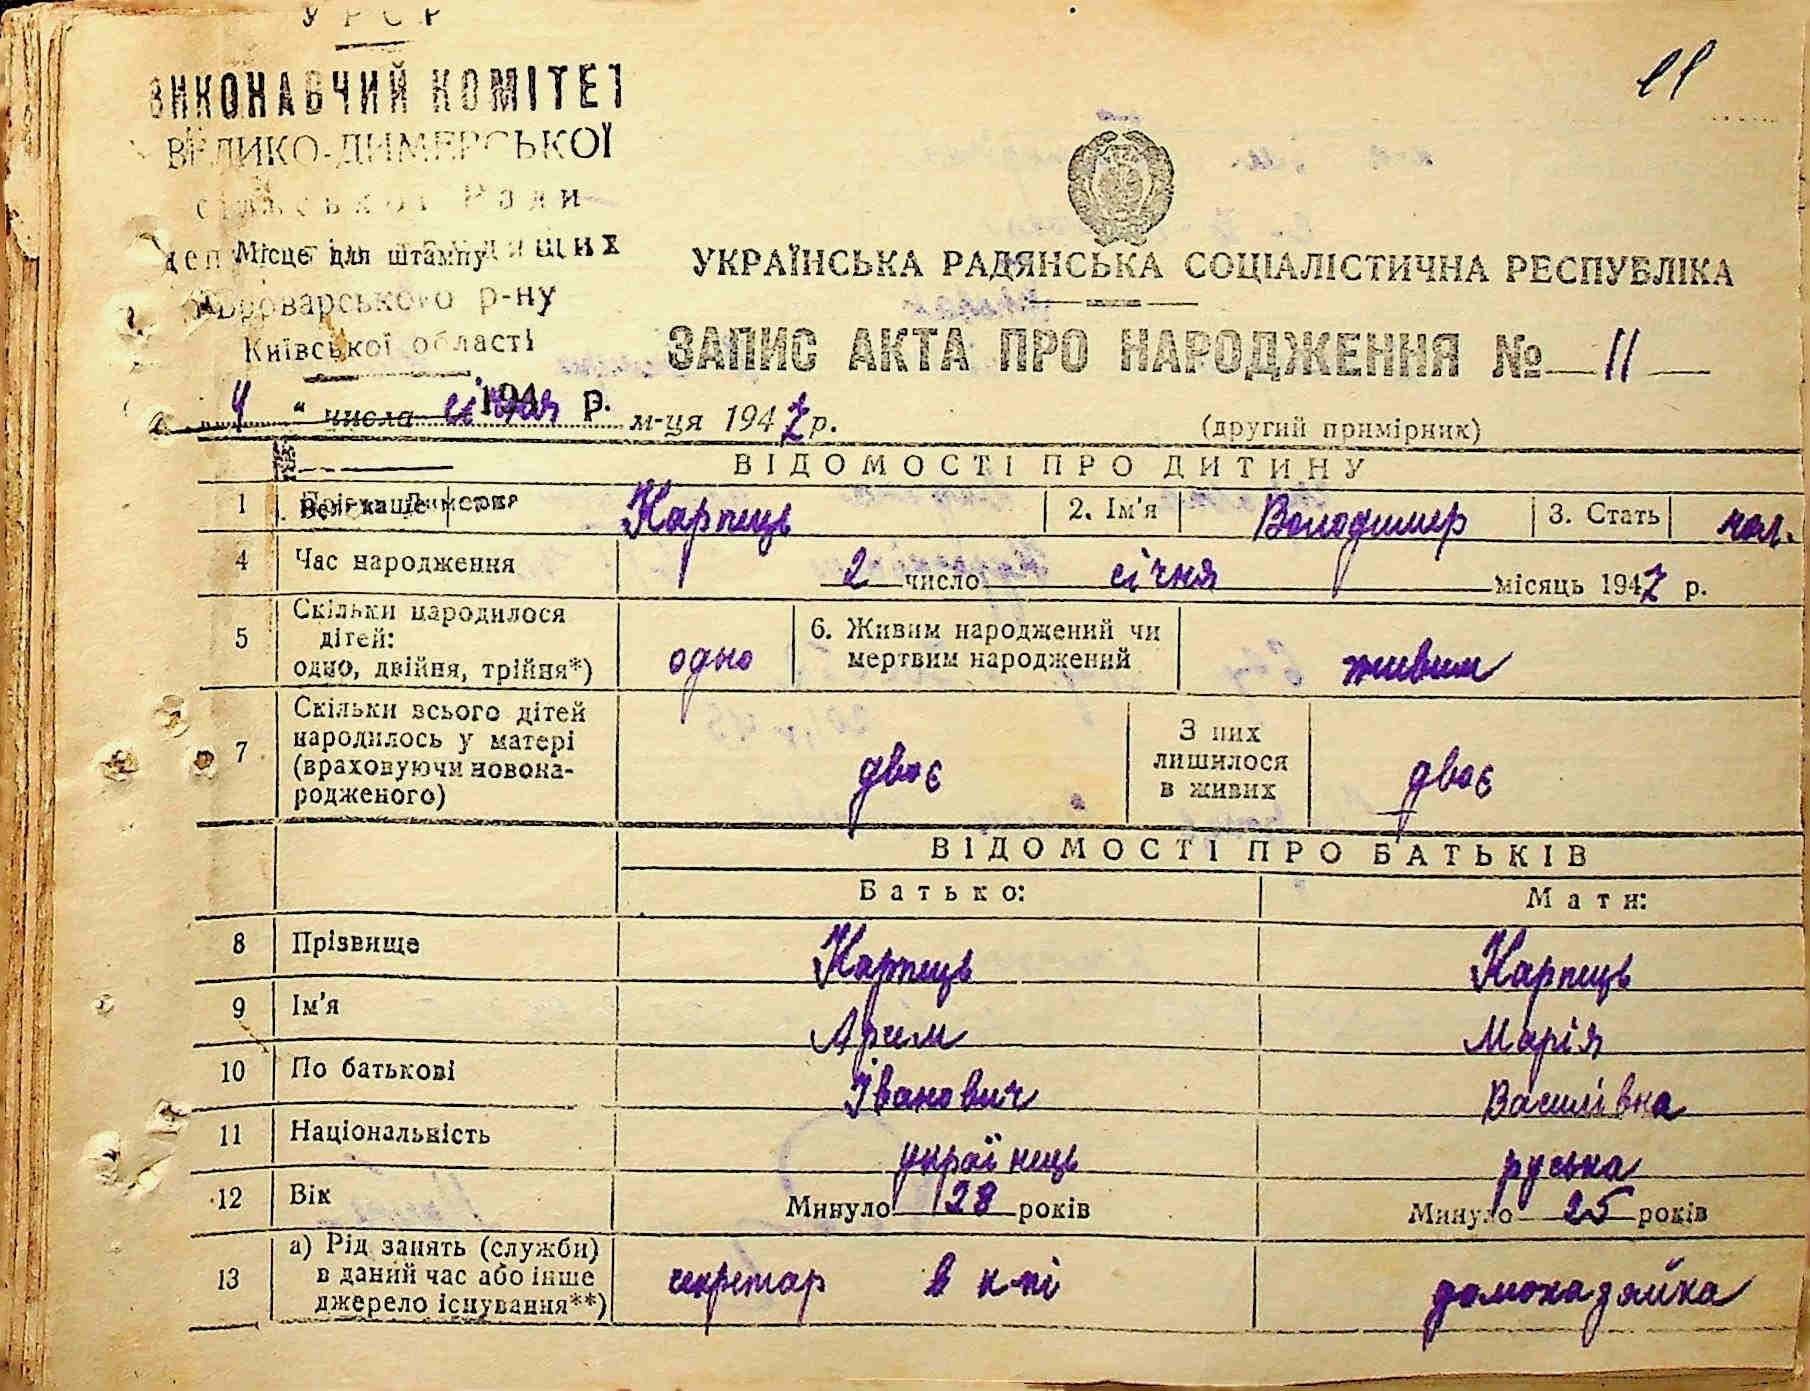 УРСР
ВИКОНАВЧИЙ КОМІТЕТ
ВЕЛИКО-ДИМЕРСЬКОЇ
сільської Ради
Місце для штампу
Броварського р-ну
Київської області
194 р.
11
УКРАЇНСЬКА РАДЯНСЬКА СОЦІАЛІСТИЧНА РЕСПУБЛІКА
ЗАПИС АКТА ПРО НАРОДЖЕННЯ № 11
4 " числа січня м-ця 1947 р.
(другий примірник)
ВІДОМОСТІ ПРО ДИТИНУ
1 Прізвище Карпець 2. Ім'я Володимир 3. Стать чол.
4 Час народження 2 число січня місяць 1947 р.
5 Скільки народилося дітей: одно, двійня, трійня*) одно 6. Живим народжений чи мертвим народжений живим
7 Скільки всього дітей народилось у матері (враховуючи новонародженого) двоє З них лишилося в живих двоє
ВІДОМОСТІ ПРО БАТЬКІВ
Батько: Мати:
8 Прізвище Карпець Карпець
9 Ім'я Марія
10 По батькові Іванович Василівна
11 Національність українець руська
12 Вік Минуло 28 років Минуло 25 років
13 а) Рід занять (служби) в даний час або інше джерело існування**) секретар в домохазяйка